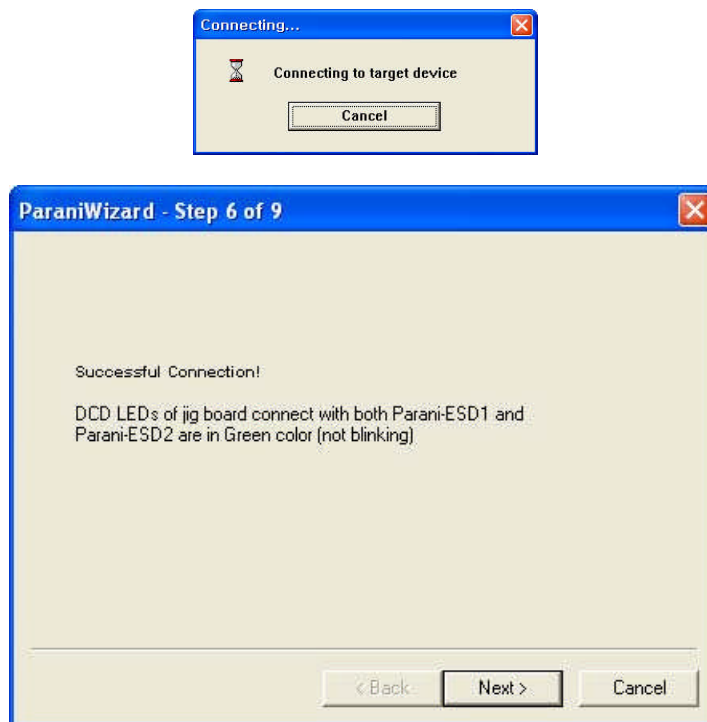 Connecting...
Connecting to target device
Cancel
ParaniWizard - Step 6 of 9
Successful Connection!
DCD LEDs of jig board connect with both Parani-ESD1 and
Parani-ESD2 are in Green color (not blinking)
< Back
Next >
Cancel